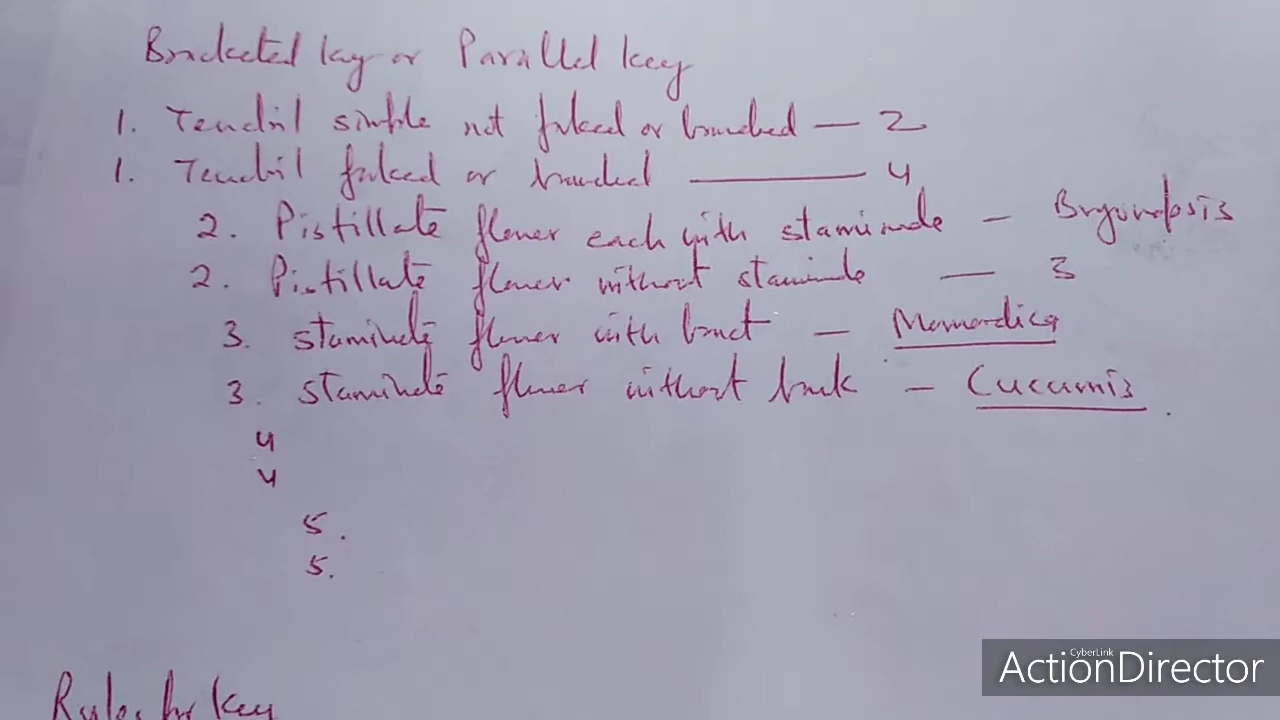 Bracketed key or Parallel key
1. Tendril simple not forked or branched — 2
1. Tendril forked or branched — 4
2. Pistillate flower each with staminode — Bryonopsis
2. Pistillate flower without staminode — 3
3. staminate flower with bract — Momordica
3. staminate flower without bract — Cucumis.
4
4
5.
5.
Rules for Key
CyberLink
ActionDirector